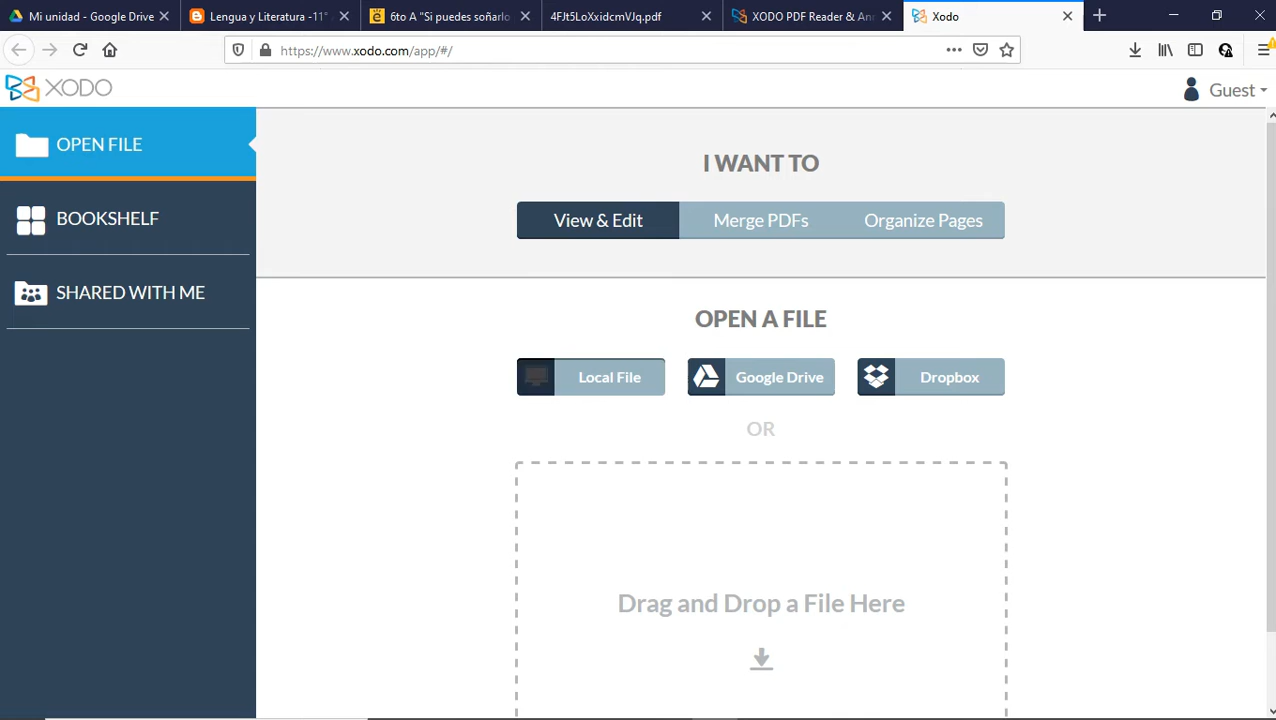 Mi unidad - Google Drive
Lengua y Literatura -11°
6to A "Si puedes soñarlo
4FJt5LoXxidcmVJq.pdf
XODO PDF Reader & Ann
Xodo
https://www.xodo.com/app/#/
XODO
Guest
OPEN FILE
BOOKSHELF
SHARED WITH ME
I WANT TO
View & Edit
Merge PDFs
Organize Pages
OPEN A FILE
Local File
Google Drive
Dropbox
OR
Drag and Drop a File Here